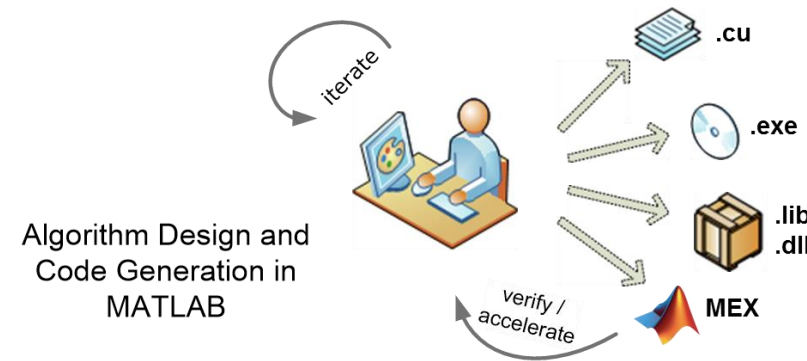 iterate
.cu
.exe
.lib
.dll
Algorithm Design and
Code Generation in
MATLAB
verify /
accelerate
MEX